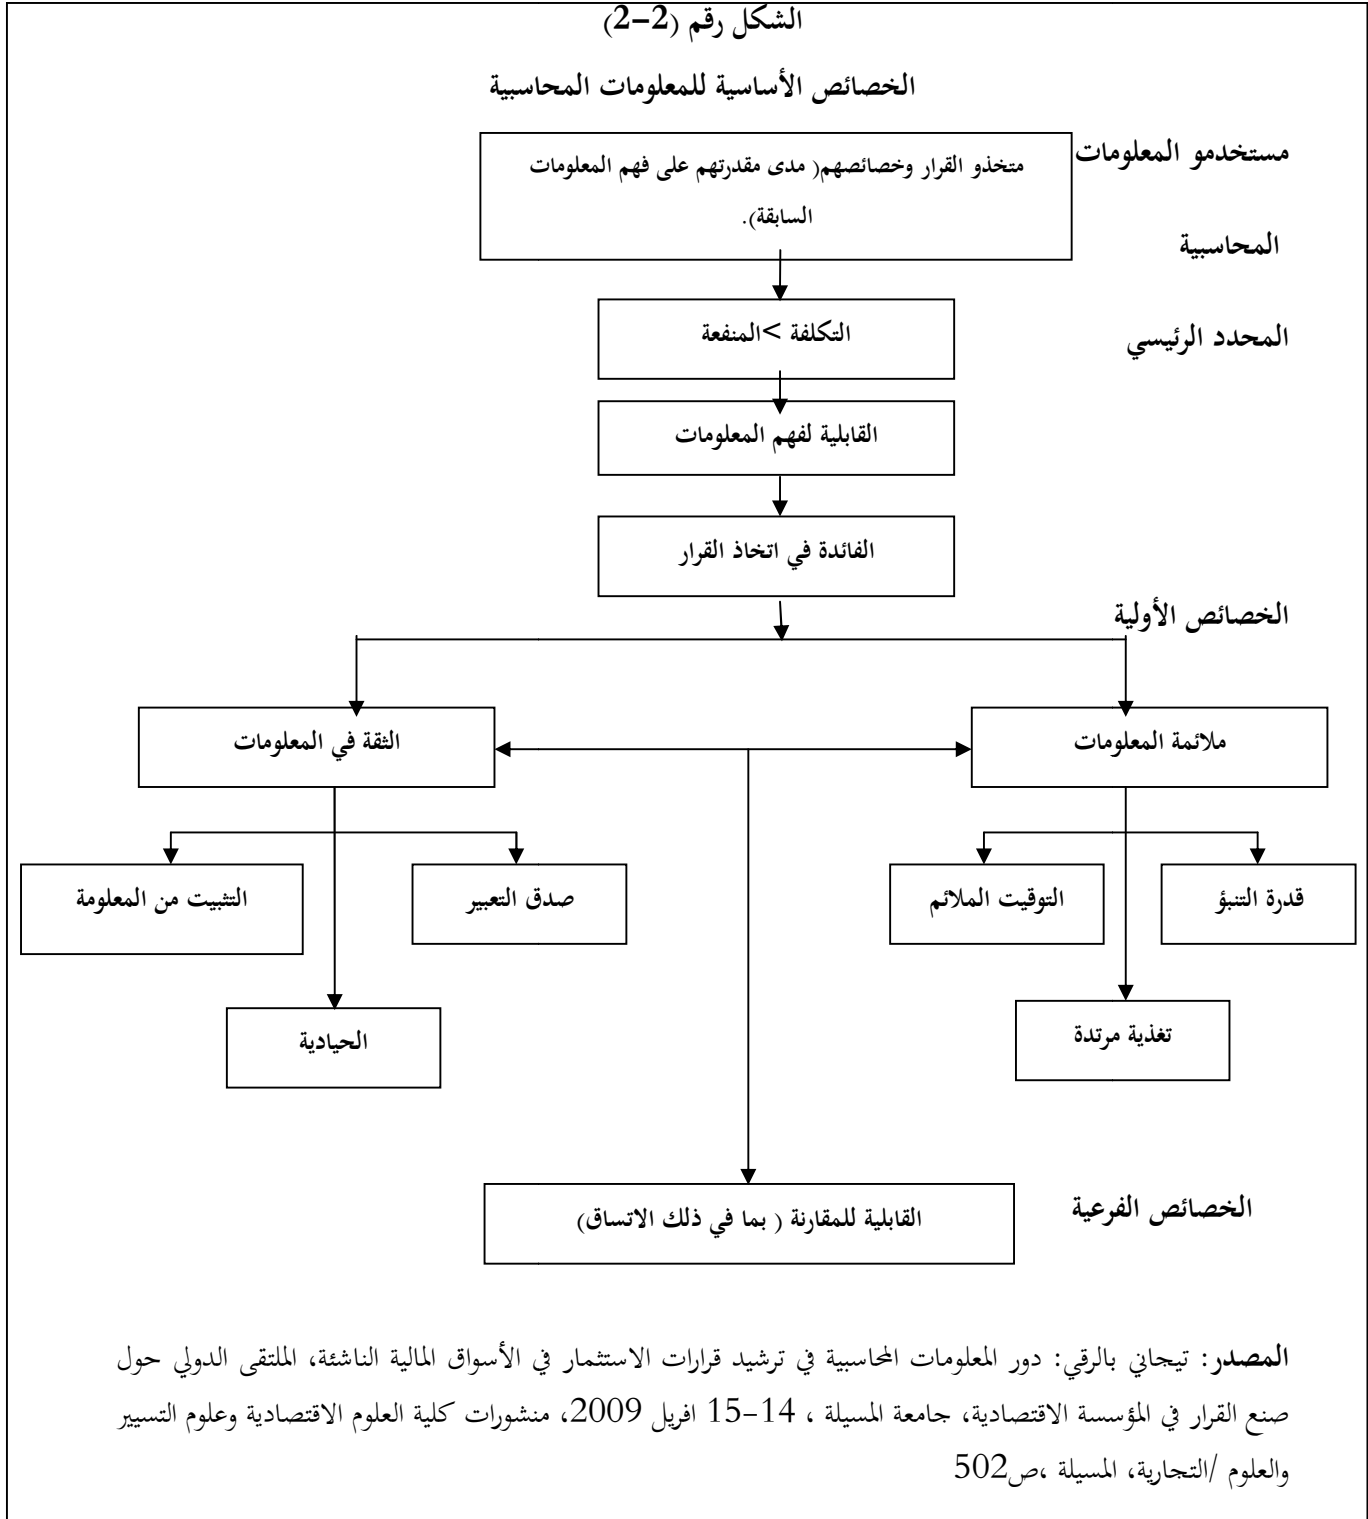 الشكل رقم (2-2)
الخصائص الأساسية للمعلومات المحاسبية
مستخدمو المعلومات
المحاسبية
متخذو القرار وخصائصهم( مدى مقدرتهم على فهم المعلومات
السابقة).
المحدد الرئيسي
التكلفة >المنفعة
القابلية لفهم المعلومات
الفائدة في اتخاذ القرار
الخصائص الأولية
ملائمة المعلومات
الثقة في المعلومات
قدرة التنبؤ
التوقيت الملائم
صدق التعبير
التثبيت من المعلومة
تغذية مرتدة
الحيادية
الخصائص الفرعية
القابلية للمقارنة ( بما في ذلك الاتساق)
المصدر: تيجاني بالرقي: دور المعلومات المحاسبية في ترشيد قرارات الاستثمار في الأسواق المالية الناشئة، الملتقى الدولي حول
صنع القرار في المؤسسة الاقتصادية، جامعة المسيلة ، 14-15 افريل 2009، منشورات كلية العلوم الاقتصادية وعلوم التسيير
والعلوم /التجارية، المسيلة ،ص502